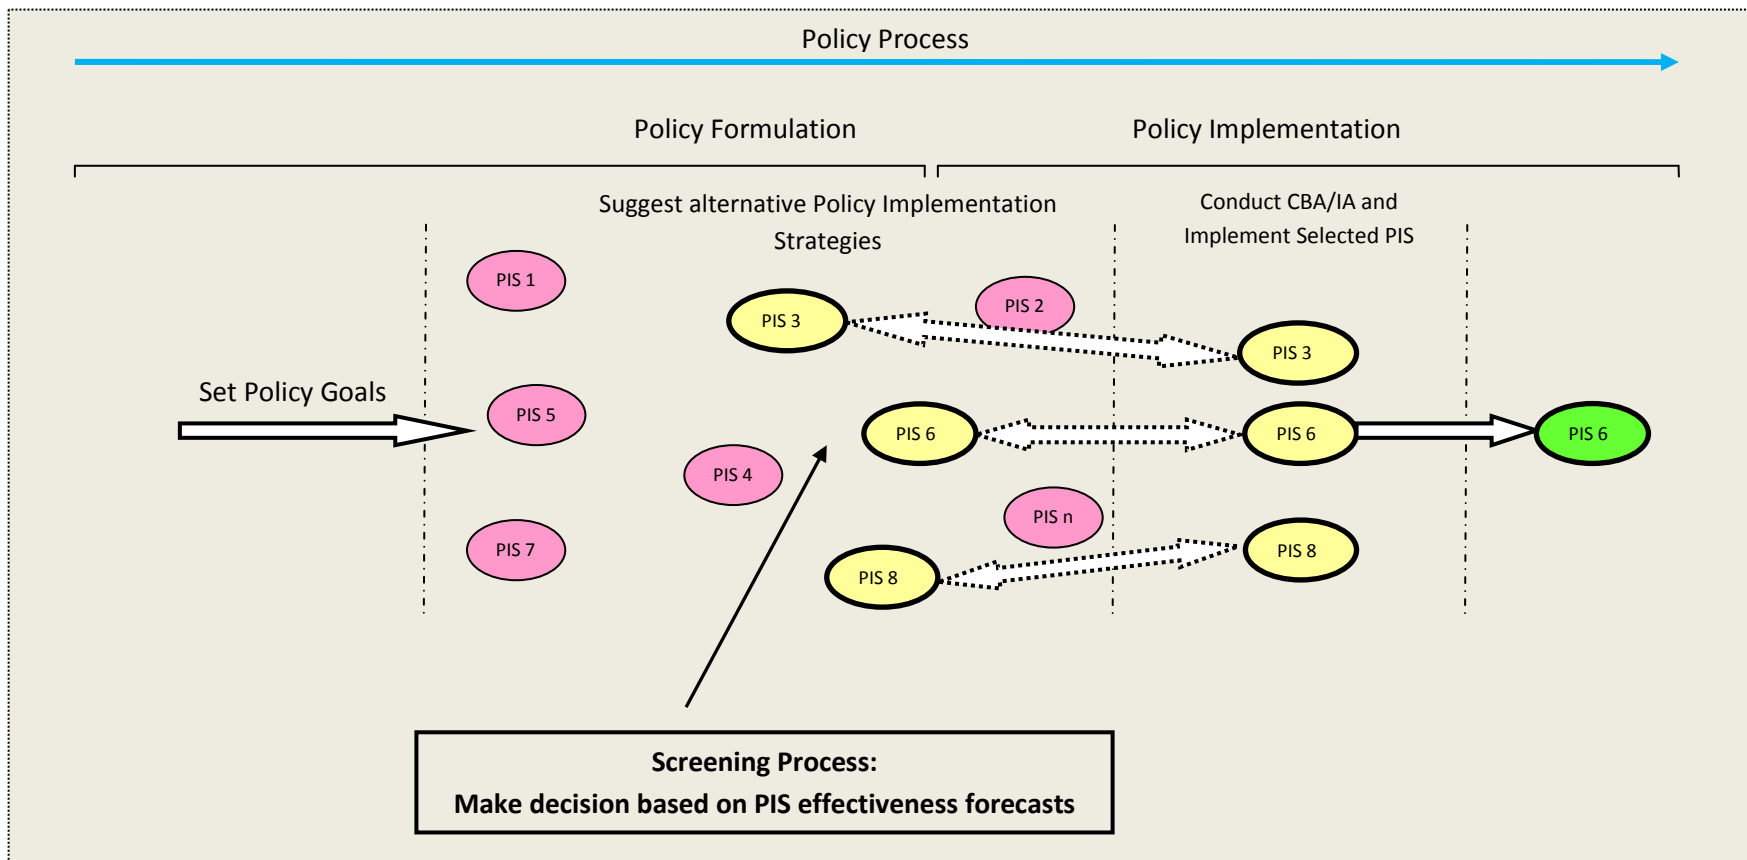 Policy Process
Policy Formulation
Policy Implementation
Suggest alternative Policy Implementation
Strategies
Conduct CBA/IA and
Implement Selected PIS
PIS 1
PIS 2
PIS 3
PIS 3
Set Policy Goals
PIS 5
PIS 6
PIS 6
PIS 6
PIS 4
PIS n
PIS 7
PIS 8
PIS 8
Screening Process:
Make decision based on PIS effectiveness forecasts